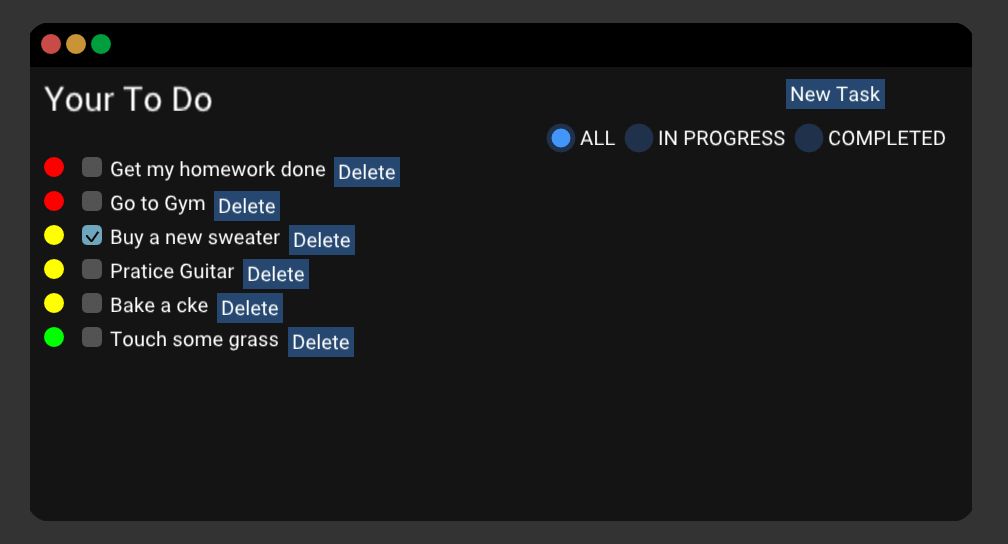 Your To Do
New Task
ALL IN PROGRESS COMPLETED
Get my homework done Delete
Go to Gym Delete
Buy a new sweater Delete
Pratice Guitar Delete
Bake a cke Delete
Touch some grass Delete